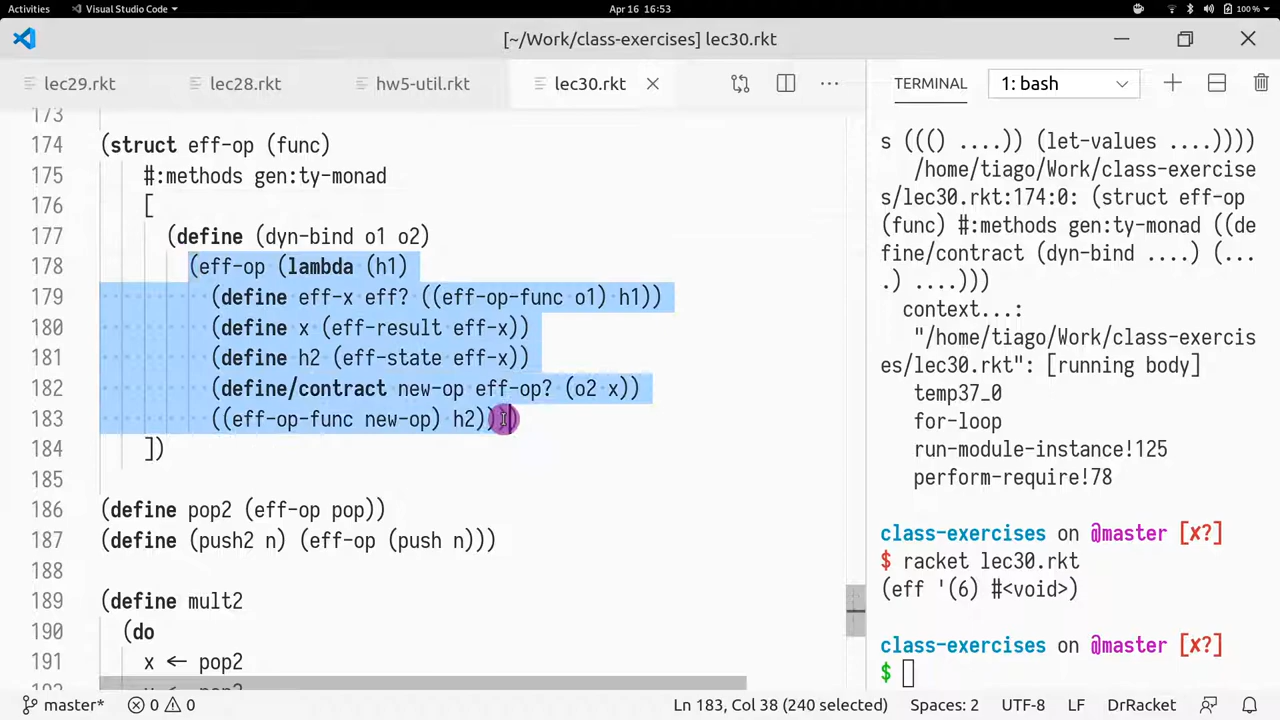 Activities
Visual Studio Code
Apr 16 16:53
100 %
[~/Work/class-exercises] lec30.rkt
lec29.rkt
lec28.rkt
hw5-util.rkt
lec30.rkt
TERMINAL
1: bash
173
174 (struct eff-op (func)
175 #:methods gen:ty-monad
176 [
177 (define (dyn-bind o1 o2)
178 (eff-op (lambda (h1)
179 (define eff-x eff? ((eff-op-func o1) h1))
180 (define x (eff-result eff-x))
181 (define h2 (eff-state eff-x))
182 (define/contract new-op eff-op? (o2 x))
183 ((eff-op-func new-op) h2)))
184 ])
185
186 (define pop2 (eff-op pop))
187 (define (push2 n) (eff-op (push n)))
188
189 (define mult2
190 (do
191 x <- pop2
s ((() ....)) (let-values ....))))
/home/tiago/Work/class-exercise
s/lec30.rkt:174:0: (struct eff-op
(func) #:methods gen:ty-monad ((de
fine/contract (dyn-bind ....) (...
.) ....)))
context...:
"/home/tiago/Work/class-exercis
es/lec30.rkt": [running body]
temp37_0
for-loop
run-module-instance!125
perform-require!78
class-exercises on @master [x?]
$ racket lec30.rkt
(eff '(6) #<void>)
class-exercises on @master [x?]
$
master*
0
0
Ln 183, Col 38 (240 selected)
Spaces: 2
UTF-8
LF
DrRacket